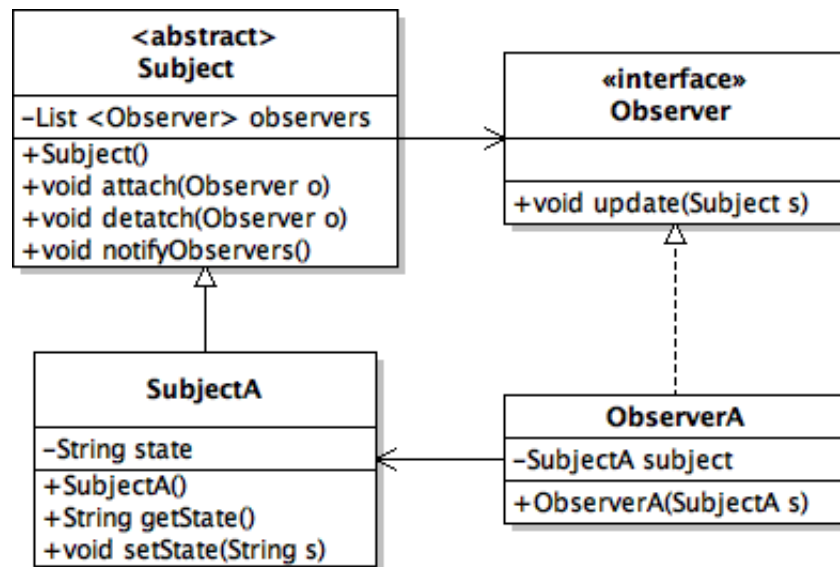 <abstract>
Subject
-List <Observer> observers
+Subject()
+void attach(Observer o)
+void detatch(Observer o)
+void notifyObservers()
«interface»
Observer
+void update(Subject s)
SubjectA
-String state
+SubjectA()
+String getState()
+void setState(String s)
ObserverA
-SubjectA subject
+ObserverA(SubjectA s)